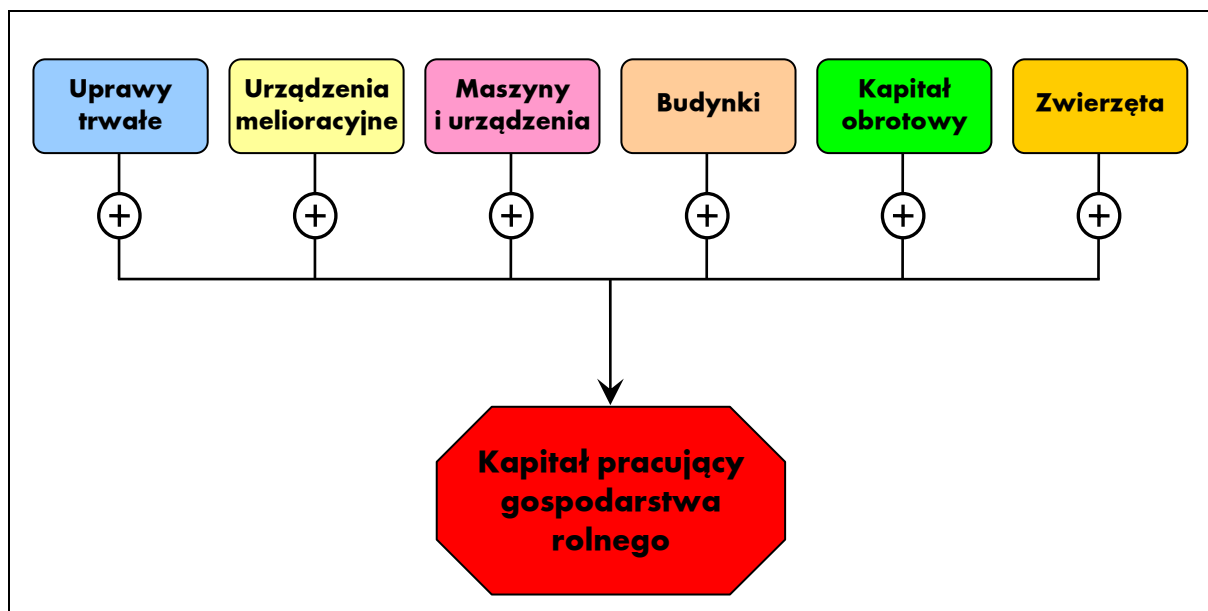 Uprawy
trwałe
Urządzenia
melioracyjne
Maszyny
i urządzenia
Budynki
Kapitał
obrotowy
Zwierzęta
+
+
+
+
+
+
Kapitał pracujący
gospodarstwa
rolnego